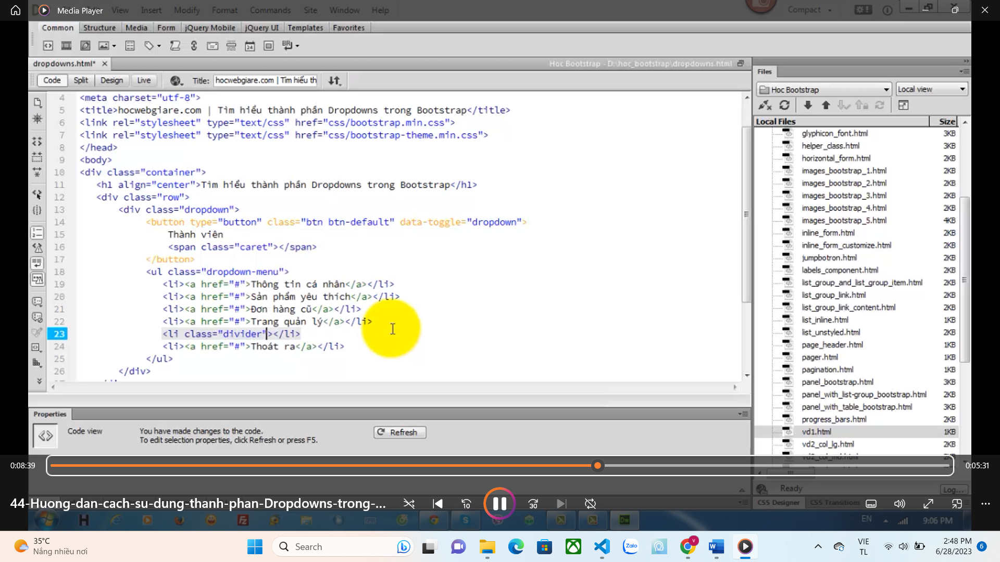 Media Player
View Insert Modify Format Commands Site Window Help
Compact
Common Structure Media Form jQuery Mobile jQuery UI Templates Favorites
dropdowns.html*
Hoc Bootstrap - D:\hoc_bootstrap\dropdowns.html
Code Split Design Live Title: hocwebgiare.com | Tìm hiểu th
4 <meta charset="utf-8">
5 <title>hocwebgiare.com | Tìm hiểu thành phần Dropdowns trong Bootstrap</title>
6 <link rel="stylesheet" type="text/css" href="css/bootstrap.min.css">
7 <link rel="stylesheet" type="text/css" href="css/bootstrap-theme.min.css">
8 </head>
9 <body>
10 <div class="container">
11 <h1 align="center">Tìm hiểu thành phần Dropdowns trong Bootstrap</h1>
12 <div class="row">
13 <div class="dropdown">
14 <button type="button" class="btn btn-default" data-toggle="dropdown">
15 Thành viên
16 <span class="caret"></span>
17 </button>
18 <ul class="dropdown-menu">
19 <li><a href="#">Thông tin cá nhân</a></li>
20 <li><a href="#">Sản phẩm yêu thích</a></li>
21 <li><a href="#">Đơn hàng cũ</a></li>
22 <li><a href="#">Trang quản lý</a></li>
23 <li class="divider"></li>
24 <li><a href="#">Thoát ra</a></li>
25 </ul>
26 </div>
Files
Hoc Bootstrap Local view
Local Files Size
glyphicon_font.html 3KB
helper_class.html 3KB
horizontal_form.html 2KB
images_bootstrap_1.html 2KB
images_bootstrap_2.html 2KB
images_bootstrap_3.html 2KB
images_bootstrap_4.html 2KB
images_bootstrap_5.html 4KB
inline_form.html 2KB
inline_form_customize.html 2KB
jumpbotron.html 2KB
labels_component.html 2KB
list_group_and_list_group_item.html 2KB
list_group_link.html 2KB
list_group_link_content.html 2KB
list_inline.html 1KB
list_unstyled.html 2KB
page_header.html 1KB
pager.html 1KB
pagination.html 1KB
panel_bootstrap.html 3KB
panel_with_list-group_bootstrap.html 2KB
panel_with_table_bootstrap.html 3KB
progress_bars.html 2KB
vd1.html 1KB
vd2_col_lg.html 2KB
vd2_col_md.html
Properties
Code view
You have made changes to the code.
To edit selection properties, click Refresh or press F5.
Refresh
0:08:39 0:05:31
Ready Log...
44-Huong-dan-cach-su-dung-thanh-phan-Dropdowns-trong-...
10 30
CSS Designer CSS Transitions
EN 9:06 PM
35°C
Nắng nhiều nơi
Search
Zalo
VIE
TL
2:48 PM
6/28/2023
6